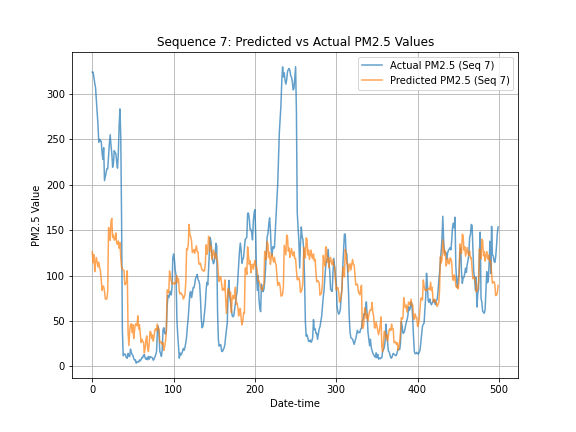 Sequence 7: Predicted vs Actual PM2.5 Values
Actual PM2.5 (Seq 7)
Predicted PM2.5 (Seq 7)
PM2.5 Value
300
250
200
150
100
50
0
0 100 200 300 400 500
Date-time